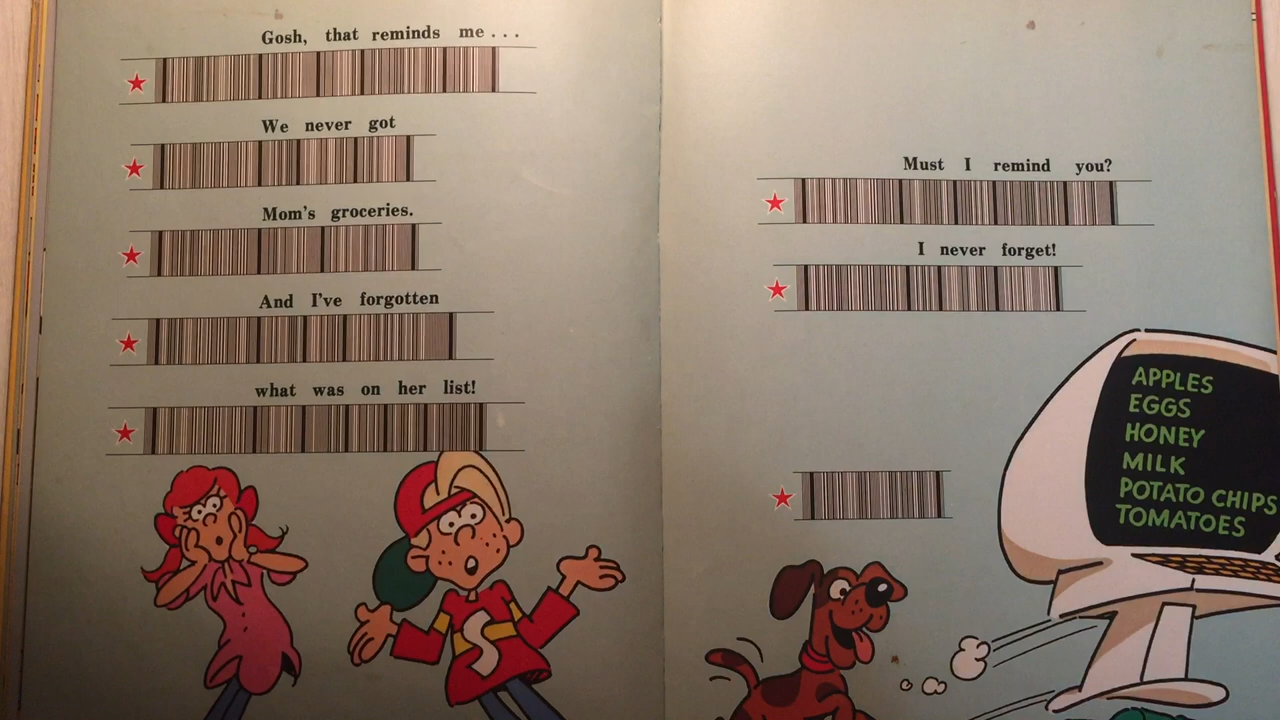 Gosh, that reminds me...
We never got
Mom's groceries.
And I've forgotten
what was on her list!
S
Must I remind you?
I never forget!
APPLES
EGGS
HONEY
MILK
POTATO CHIPS
TOMATOES